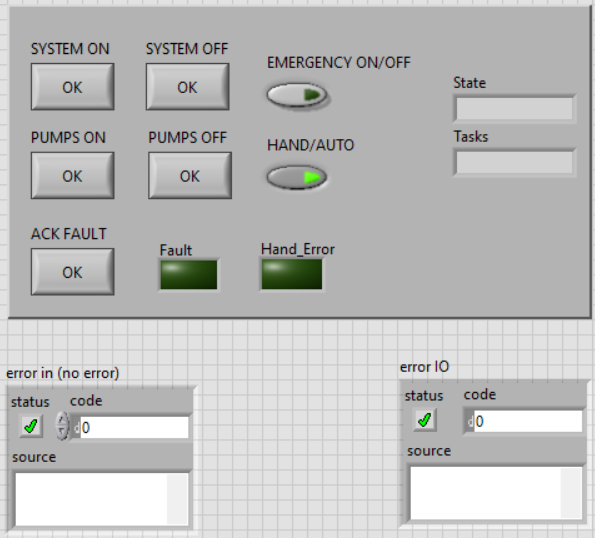 SYSTEM ON
SYSTEM OFF
EMERGENCY ON/OFF
OK
OK
State
PUMPS ON
PUMPS OFF
HAND/AUTO
Tasks
OK
OK
ACK FAULT
Fault
Hand_Error
OK
error in (no error)
status
code
d0
source
error IO
status
code
d0
source